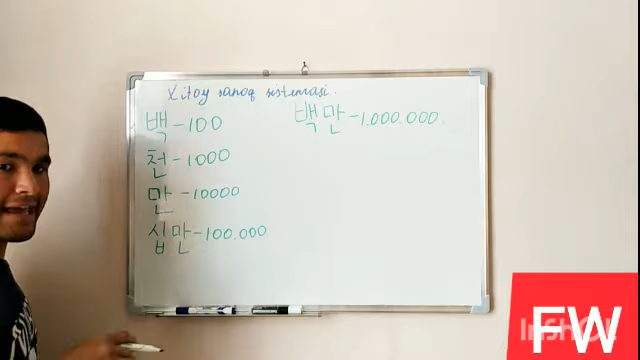 Xitoy sanoq sistemasi.
백 - 100
천 - 1000
만 - 10000
십만 - 100.000
백만 - 1.000.000.
FW
InShOt